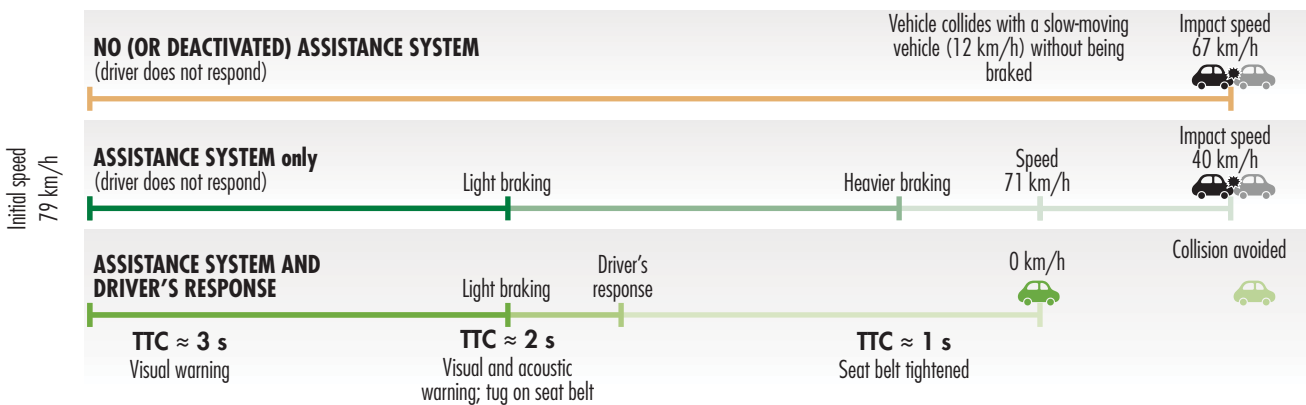 NO (OR DEACTIVATED) ASSISTANCE SYSTEM
(driver does not respond)
Vehicle collides with a slow-moving
vehicle (12 km/h) without being
braked
Impact speed
67 km/h
Initial speed
79 km/h
ASSISTANCE SYSTEM only
(driver does not respond)
Light braking
Heavier braking
Speed
71 km/h
Impact speed
40 km/h
ASSISTANCE SYSTEM AND
DRIVER'S RESPONSE
Light braking
Driver's
response
0 km/h
Collision avoided
TTC ≈ 3 s
Visual warning
TTC ≈ 2 s
Visual and acoustic
warning; tug on seat belt
TTC ≈ 1 s
Seat belt tightened